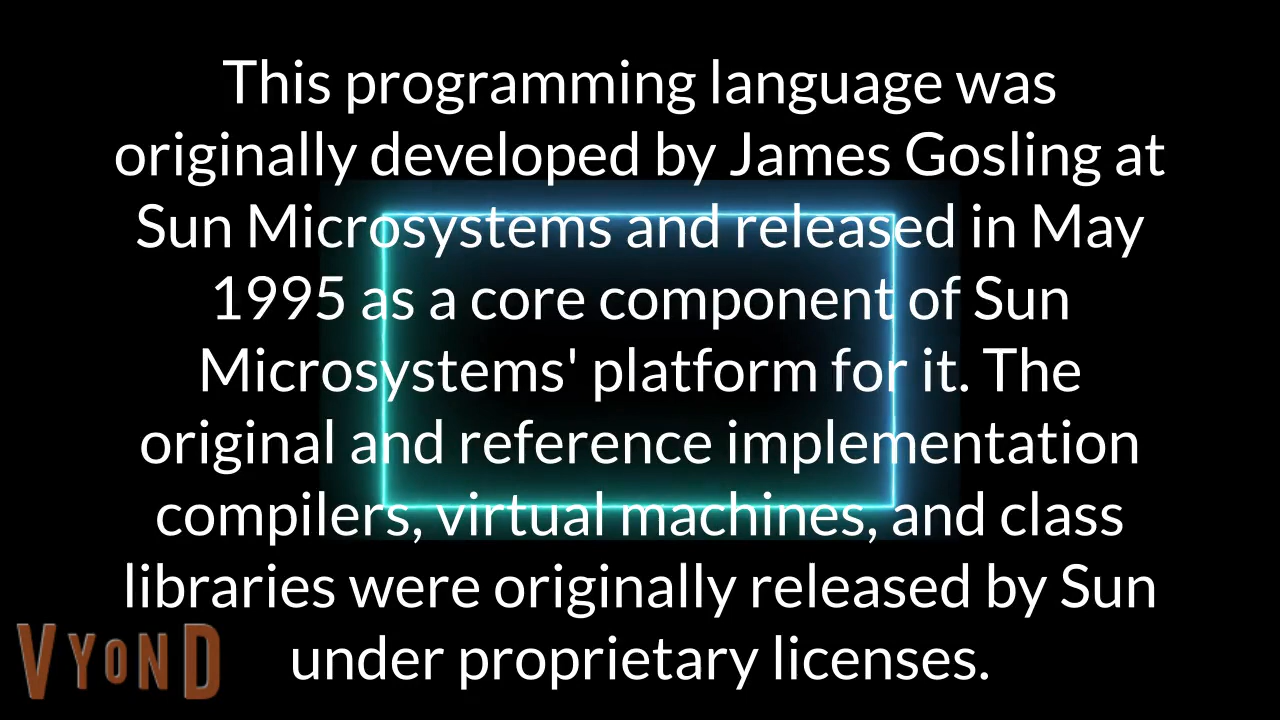 This programming language was
originally developed by James Gosling at
Sun Microsystems and released in May
1995 as a core component of Sun
Microsystems' platform for it. The
original and reference implementation
compilers, virtual machines, and class
libraries were originally released by Sun
under proprietary licenses.
VYOND